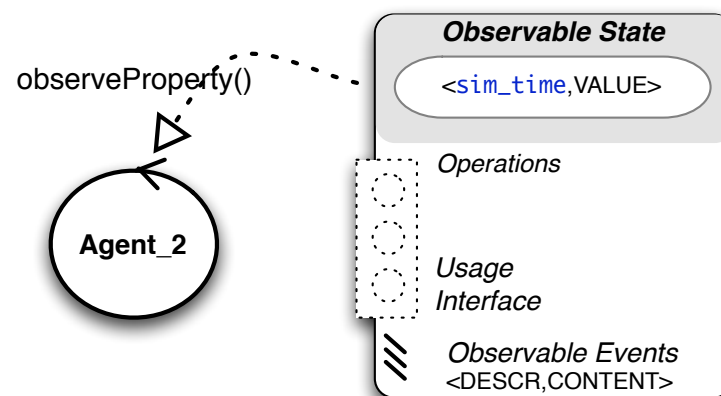 Observable State
observeProperty()
<sim_time,VALUE>
Operations
Agent_2
Usage
Interface
Observable Events
<DESCR,CONTENT>